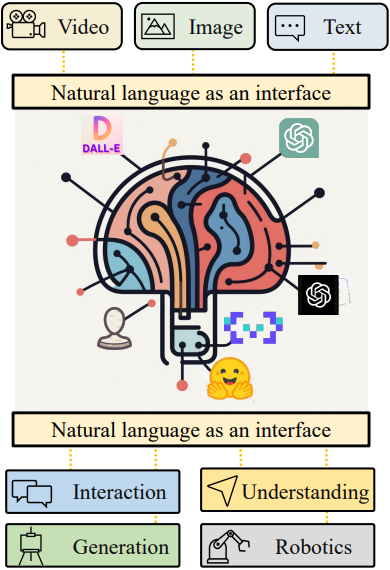 Video
Image
Text
Natural language as an interface
DALL-E
Natural language as an interface
Interaction
Understanding
Generation
Robotics